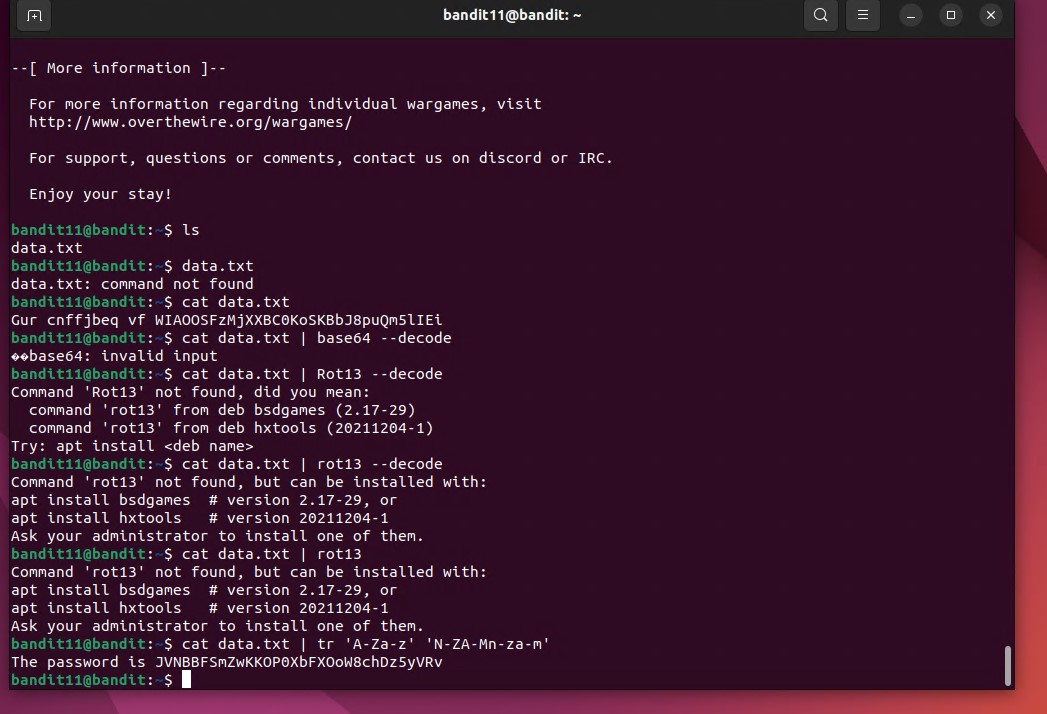 bandit11@bandit: ~
--[ More information ]--
For more information regarding individual wargames, visit
http://www.overthewire.org/wargames/
For support, questions or comments, contact us on discord or IRC.
Enjoy your stay!
bandit11@bandit:~$ ls
data.txt
bandit11@bandit:~$ data.txt
data.txt: command not found
bandit11@bandit:~$ cat data.txt
Gur cnffjbeq vf WIAOOSFzMjXXBC0KoSKBbJ8puQm5lIEi
bandit11@bandit:~$ cat data.txt | base64 --decode
��base64: invalid input
bandit11@bandit:~$ cat data.txt | Rot13 --decode
Command 'Rot13' not found, did you mean:
command 'rot13' from deb bsdgames (2.17-29)
command 'rot13' from deb hxtools (20211204-1)
Try: apt install <deb name>
bandit11@bandit:~$ cat data.txt | rot13 --decode
Command 'rot13' not found, but can be installed with:
apt install bsdgames  # version 2.17-29, or
apt install hxtools   # version 20211204-1
Ask your administrator to install one of them.
bandit11@bandit:~$ cat data.txt | rot13
Command 'rot13' not found, but can be installed with:
apt install bsdgames  # version 2.17-29, or
apt install hxtools   # version 20211204-1
Ask your administrator to install one of them.
bandit11@bandit:~$ cat data.txt | tr 'A-Za-z' 'N-ZA-Mn-za-m'
The password is JVNBBFSmZwKKOP0XbFXOoW8chDz5yVRv
bandit11@bandit:~$